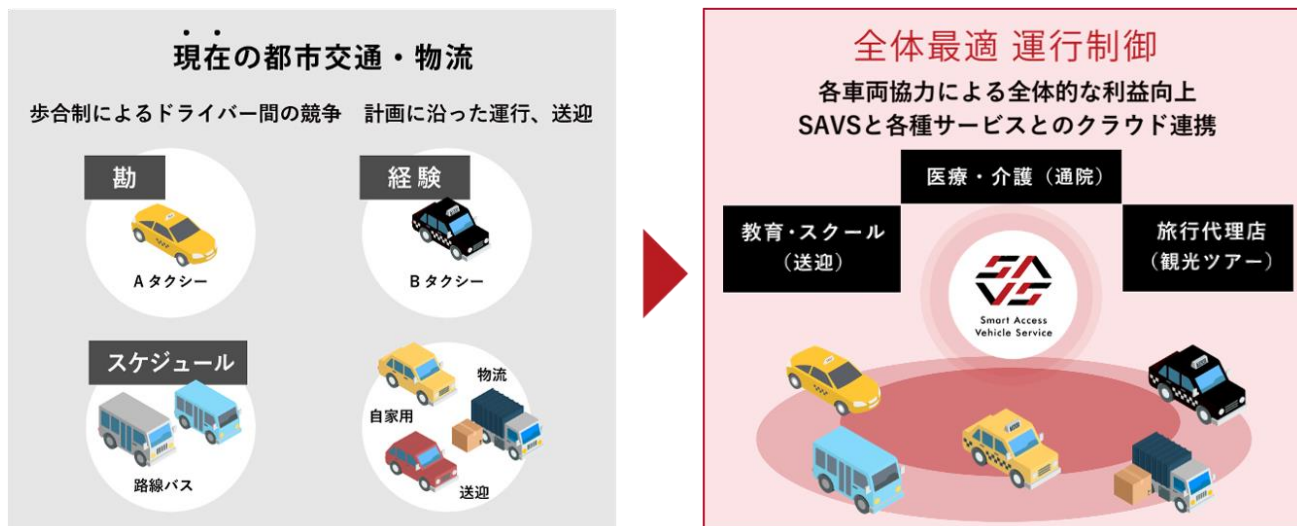 現在の都市交通・物流
歩合制によるドライバー間の競争
計画に沿った運行、送迎
勘
A タクシー
経験
B タクシー
スケジュール
路線バス
物流
自家用
送迎
全体最適 運行制御
各車両協力による全体的な利益向上
SAVSと各種サービスとのクラウド連携
医療・介護（通院）
教育・スクール
（送迎）
旅行代理店
（観光ツアー）
SAVS
Smart Access
Vehicle Service